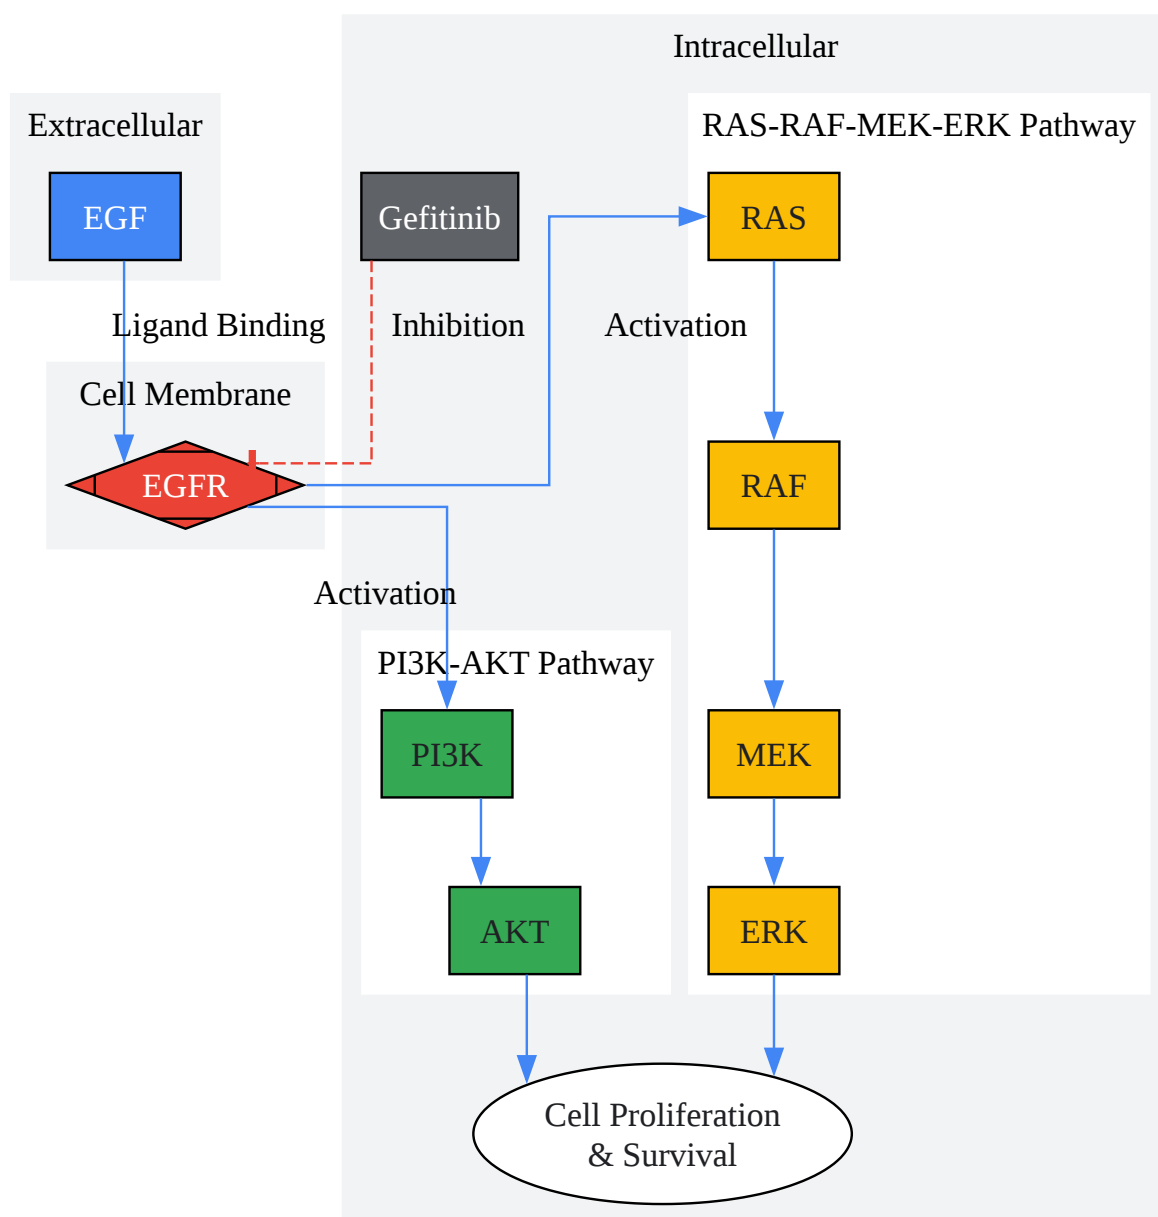 Intracellular
Extracellular
RAS-RAF-MEK-ERK Pathway
EGF
Gefitinib
RAS
Ligand Binding
Inhibition
Activation
Cell Membrane
EGFR
RAF
Activation
PI3K-AKT Pathway
PI3K
MEK
AKT
ERK
Cell Proliferation
& Survival